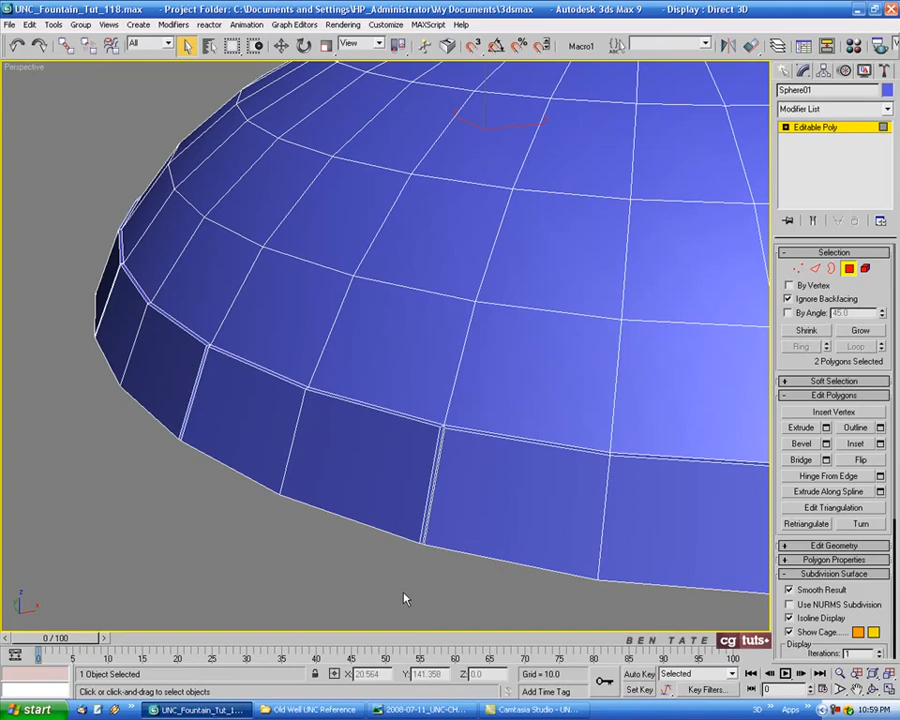 UNC_Fountain_Tut_118.max - Project Folder: C:\Documents and Settings\HP_Administrator\My Documents\3dsmax - Autodesk 3ds Max 9 - Display : Direct 3D
File Edit Tools Group Views Create Modifiers reactor Animation Graph Editors Rendering Customize MAXScript Help
All View Macro1
Perspective
Sphere01
Modifier List
Editable Poly
Selection
By Vertex
Ignore Backfacing
By Angle: 45.0
Shrink Grow
Ring Loop
2 Polygons Selected
Soft Selection
Edit Polygons
Insert Vertex
Extrude Outline
Bevel Inset
Bridge Flip
Hinge From Edge
Extrude Along Spline
Edit Triangulation
Retriangulate Turn
Edit Geometry
Polygon Properties
Subdivision Surface
Smooth Result
Use NURMS Subdivision
Isoline Display
Show Cage......
Display
Iterations: 1
z
x
BEN TATE cg tuts+
0 / 100
0 5 10 15 20 25 30 35 40 45 50 55 60 65 70 75 80 85 90 95 100
1 Object Selected X: 20.564 Y: 141.358 Z: 0.0 Grid = 10.0 Auto Key Selected
Click or click-and-drag to select objects Add Time Tag Set Key Key Filters... 0
start UNC_Fountain_Tut_1... Old Well UNC Reference 2008-07-11_UNC-CH... Camtasia Studio - UN... 3D Apps 10:59 PM